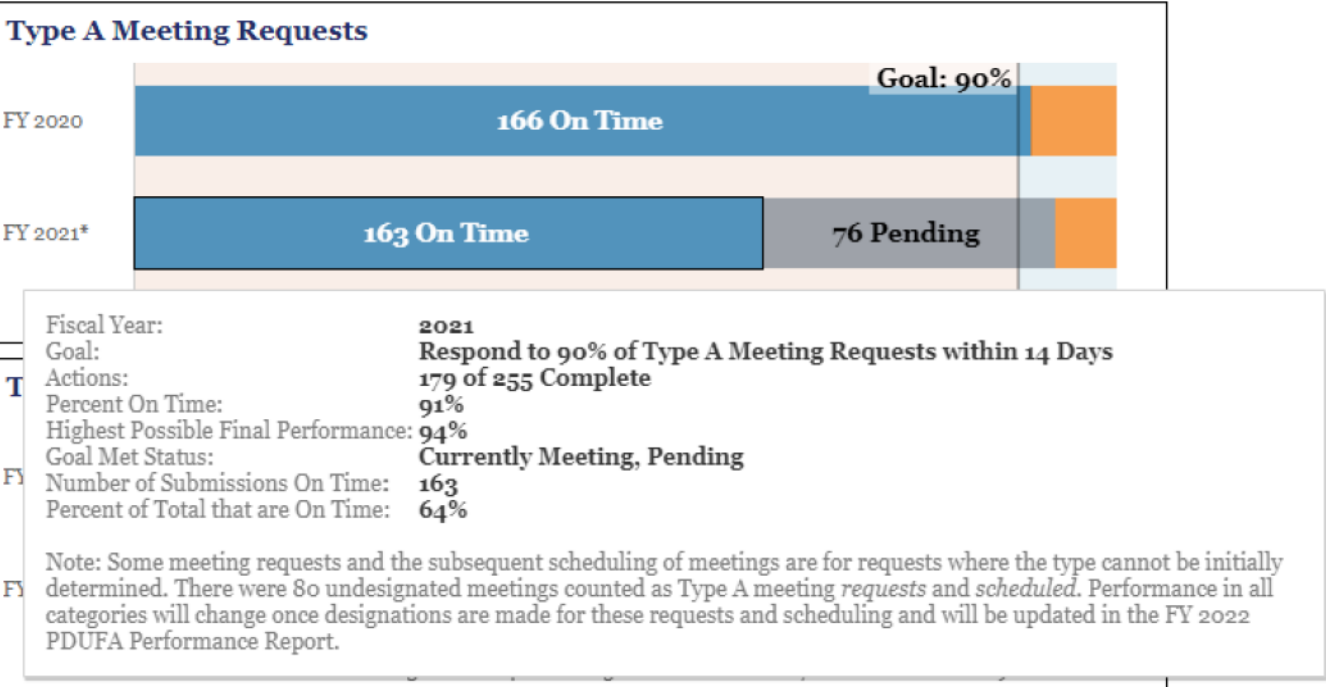 Type A Meeting Requests
Goal: 90%
FY 2020
166 On Time
FY 2021*
163 On Time
76 Pending
Fiscal Year: 2021
Goal: Respond to 90% of Type A Meeting Requests within 14 Days
Actions: 179 of 255 Complete
Percent On Time: 91%
Highest Possible Final Performance: 94%
Goal Met Status: Currently Meeting, Pending
Number of Submissions On Time: 163
Percent of Total that are On Time: 64%
Note: Some meeting requests and the subsequent scheduling of meetings are for requests where the type cannot be initially
determined. There were 80 undesignated meetings counted as Type A meeting requests and scheduled. Performance in all
categories will change once designations are made for these requests and scheduling and will be updated in the FY 2022
PDUFA Performance Report.
T
FY
FY